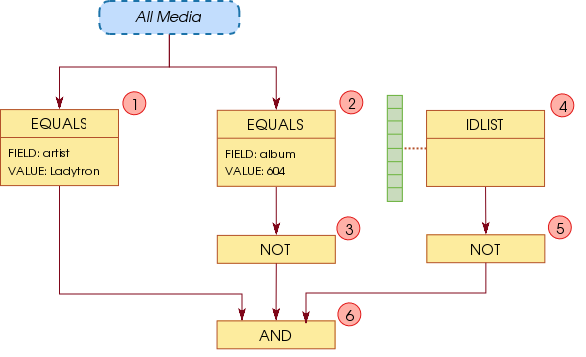 All Media
1
EQUALS
FIELD: artist
VALUE: Ladytron
2
EQUALS
FIELD: album
VALUE: 604
4
IDLIST
3
NOT
5
NOT
6
AND